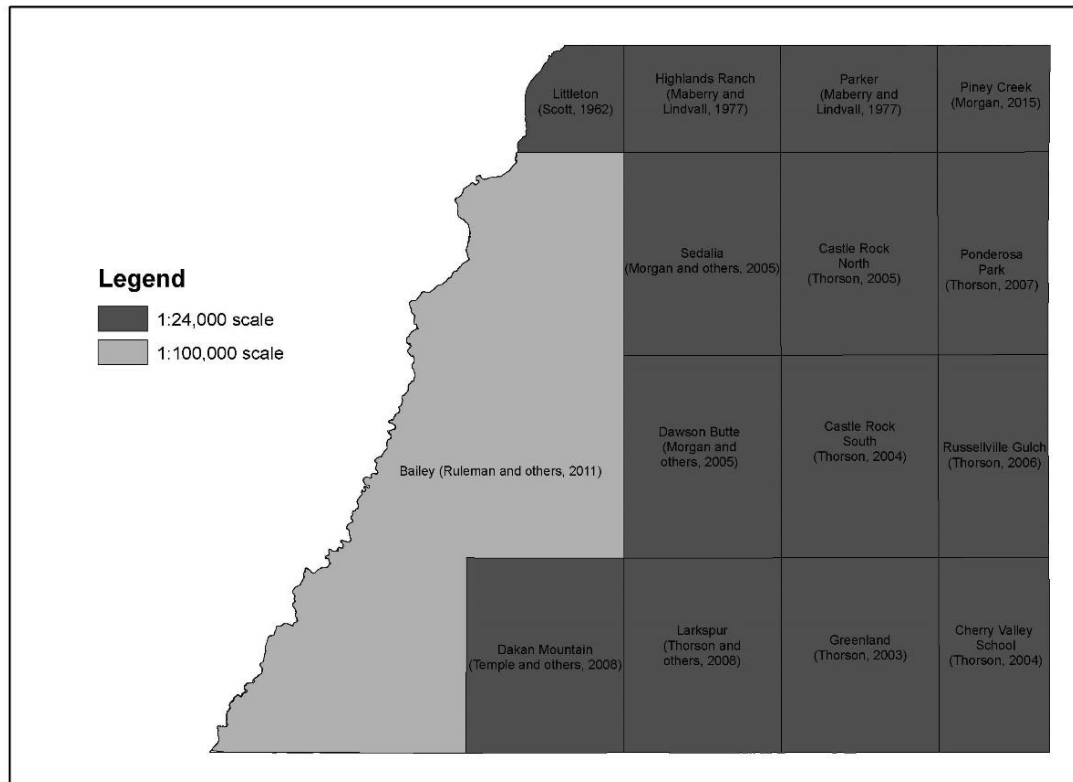 Littleton
(Scott, 1962)
Highlands Ranch
(Maberry and
Lindvall, 1977)
Parker
(Maberry and
Lindvall, 1977)
Piney Creek
(Morgan, 2015)
Sedalia
(Morgan and others, 2005)
Castle Rock
North
(Thorson, 2005)
Ponderosa
Park
(Thorson, 2007)
Legend
1:24,000 scale
1:100,000 scale
Bailey (Ruleman and others, 2011)
Dawson Butte
(Morgan and
others, 2005)
Castle Rock
South
(Thorson, 2004)
Russellville Gulch
(Thorson, 2006)
Dakan Mountain
(Temple and others, 2008)
Larkspur
(Thorson and
others, 2008)
Greenland
(Thorson, 2003)
Cherry Valley
School
(Thorson, 2004)